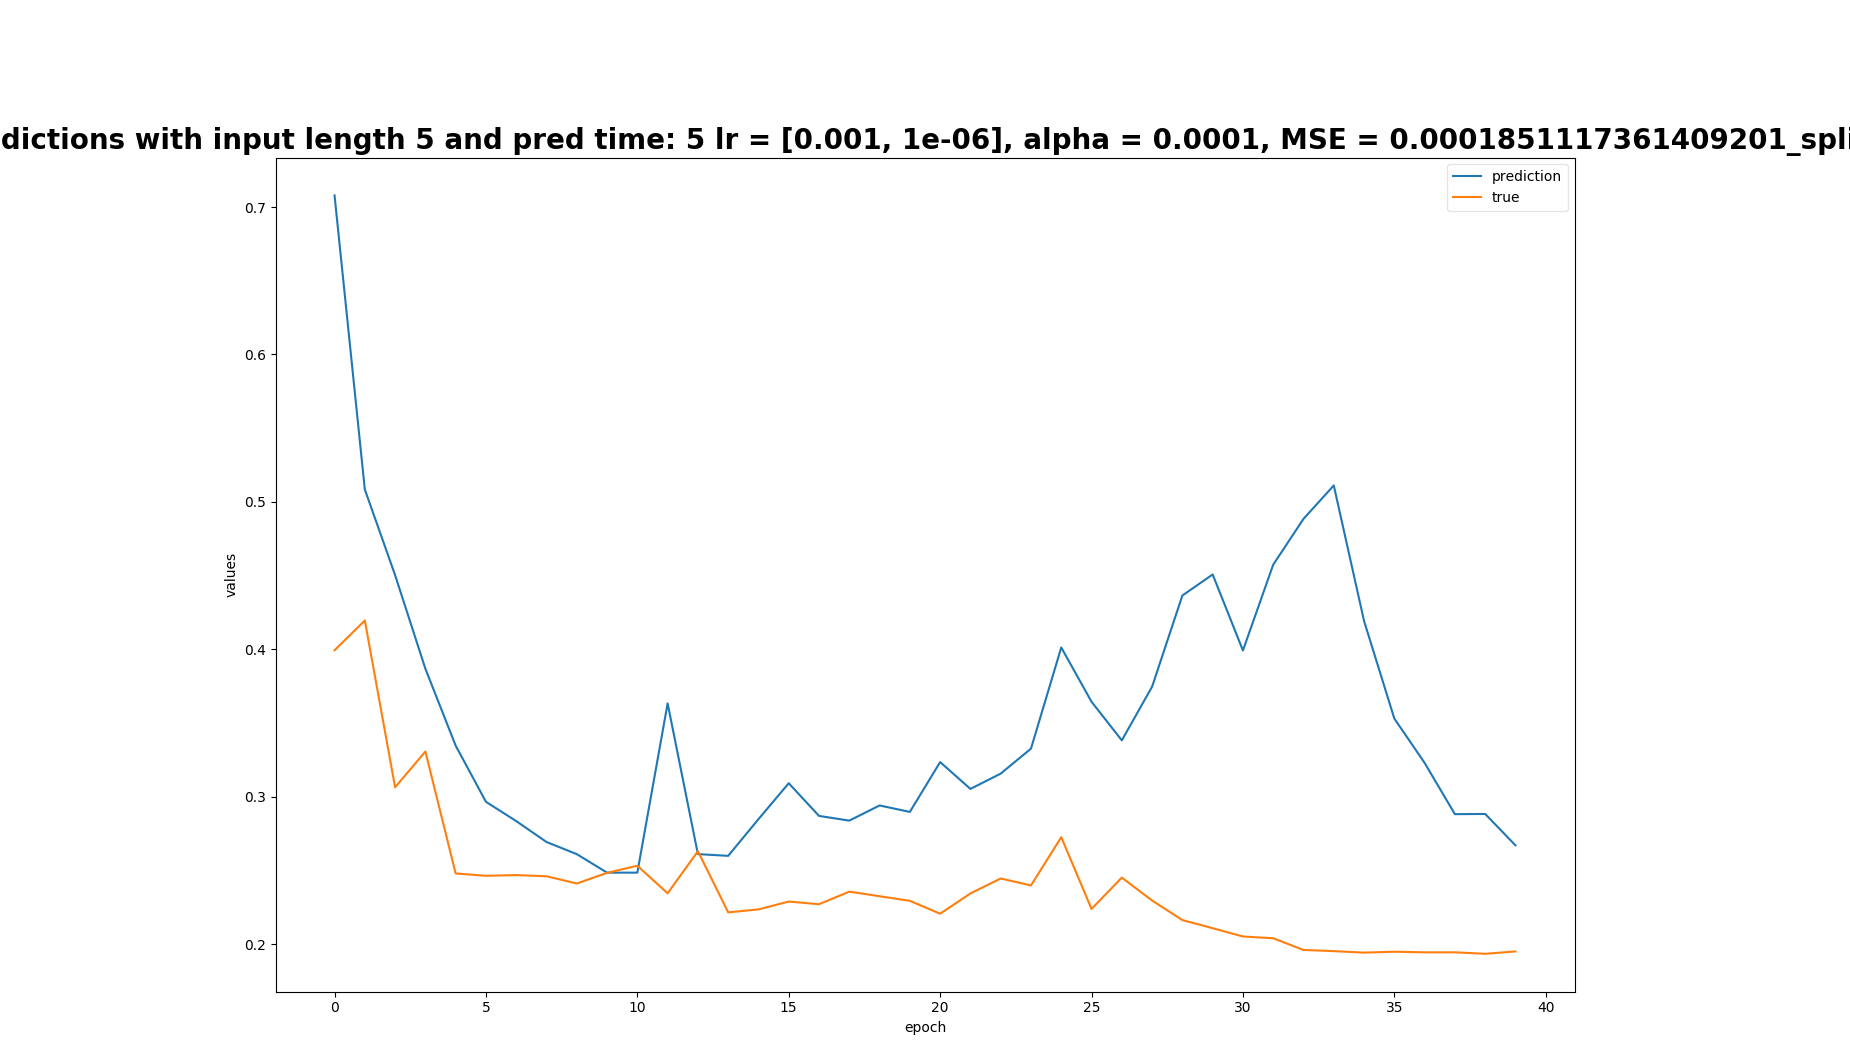 dictions with input length 5 and pred time: 5 lr = [0.001, 1e-06], alpha = 0.0001, MSE = 0.0001851117361409201_spli
prediction
true
0.7
0.6
0.5
0.4
0.3
0.2
values
0 5 10 15 20 25 30 35 40
epoch